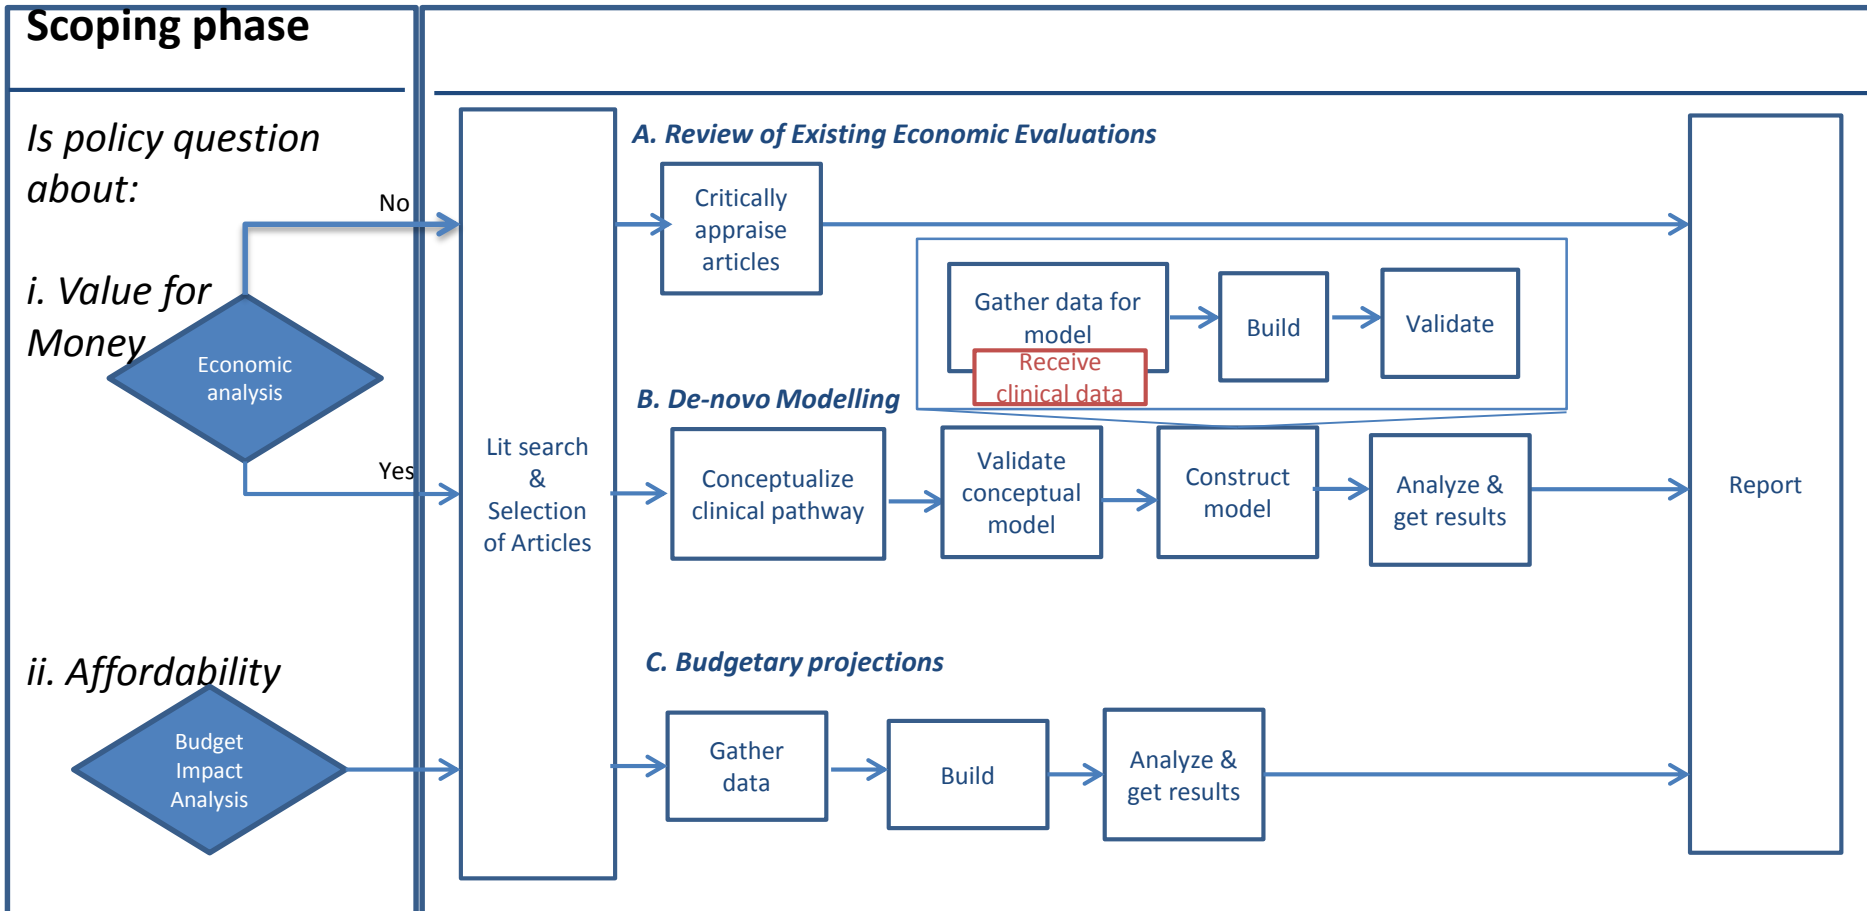 Scoping phase
Is policy question
about:
i. Value for
Money
Economic
analysis
No
Yes
ii. Affordability
Budget
Impact
Analysis
Lit search
&
Selection
of Articles
A. Review of Existing Economic Evaluations
Critically
appraise
articles
Gather data for
model
Receive
clinical data
Build
Validate
B. De-novo Modelling
Conceptualize
clinical pathway
Validate
conceptual
model
Construct
model
Analyze &
get results
C. Budgetary projections
Gather
data
Build
Analyze &
get results
Report